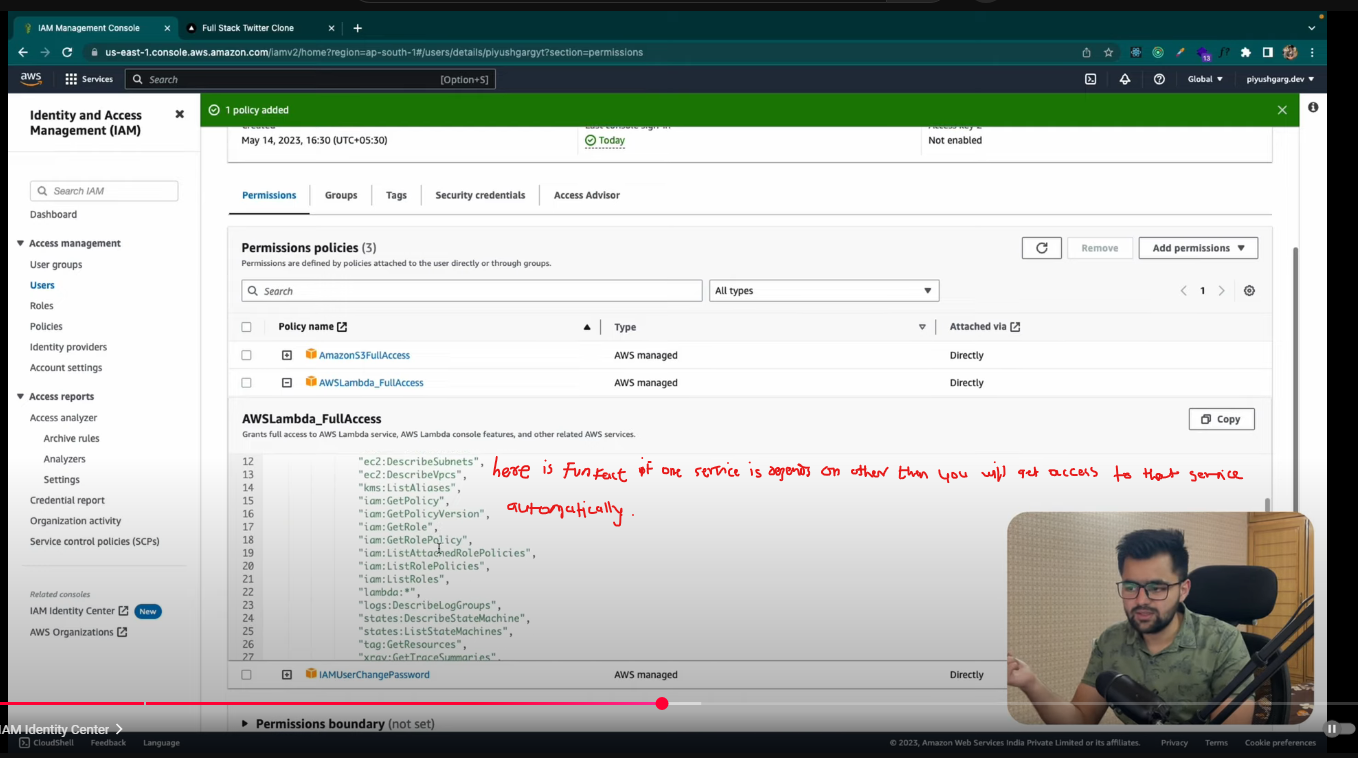 IAM Management Console
Full Stack Twitter Clone
us-east-1.console.aws.amazon.com/iamv2/home?region=ap-south-1#/users/details/piyushgargyt?section=permissions
13
f?
aws
Services
Search
[Option+S]
Global
piyushgarg.dev
Identity and Access Management (IAM)
1 policy added
Created
Last console sign-in
Access key 2
May 14, 2023, 16:30 (UTC+05:30)
Today
Not enabled
Search IAM
Dashboard
Access management
User groups
Users
Roles
Policies
Identity providers
Account settings
Access reports
Access analyzer
Archive rules
Analyzers
Settings
Credential report
Organization activity
Service control policies (SCPs)
Related consoles
IAM Identity Center New
AWS Organizations
Permissions
Groups
Tags
Security credentials
Access Advisor
Permissions policies (3)
Permissions are defined by policies attached to the user directly or through groups.
Remove
Add permissions
Search
All types
1
Policy name
Type
Attached via
AmazonS3FullAccess
AWS managed
Directly
AWSLambda_FullAccess
AWS managed
Directly
AWSLambda_FullAccess
Copy
Grants full access to AWS Lambda service, AWS Lambda console features, and other related AWS services.
12 "ec2:DescribeSubnets",
13 "ec2:DescribeVpcs",
14 "kms:ListAliases",
15 "iam:GetPolicy",
16 "iam:GetPolicyVersion",
17 "iam:GetRole",
18 "iam:GetRolePolicy",
19 "iam:ListAttachedRolePolicies",
20 "iam:ListRolePolicies",
21 "iam:ListRoles",
22 "lambda:*",
23 "logs:DescribeLogGroups",
24 "states:DescribeStateMachine",
25 "states:ListStateMachines",
26 "tag:GetResources",
27 "xray:GetTraceSummaries",
here is Funfact if one service is depends on other than you will get access to that service
automatically.
IAMUserChangePassword
AWS managed
Directly
Permissions boundary (not set)
IAM Identity Center
CloudShell
Feedback
Language
© 2023, Amazon Web Services India Private Limited or its affiliates.
Privacy
Terms
Cookie preferences